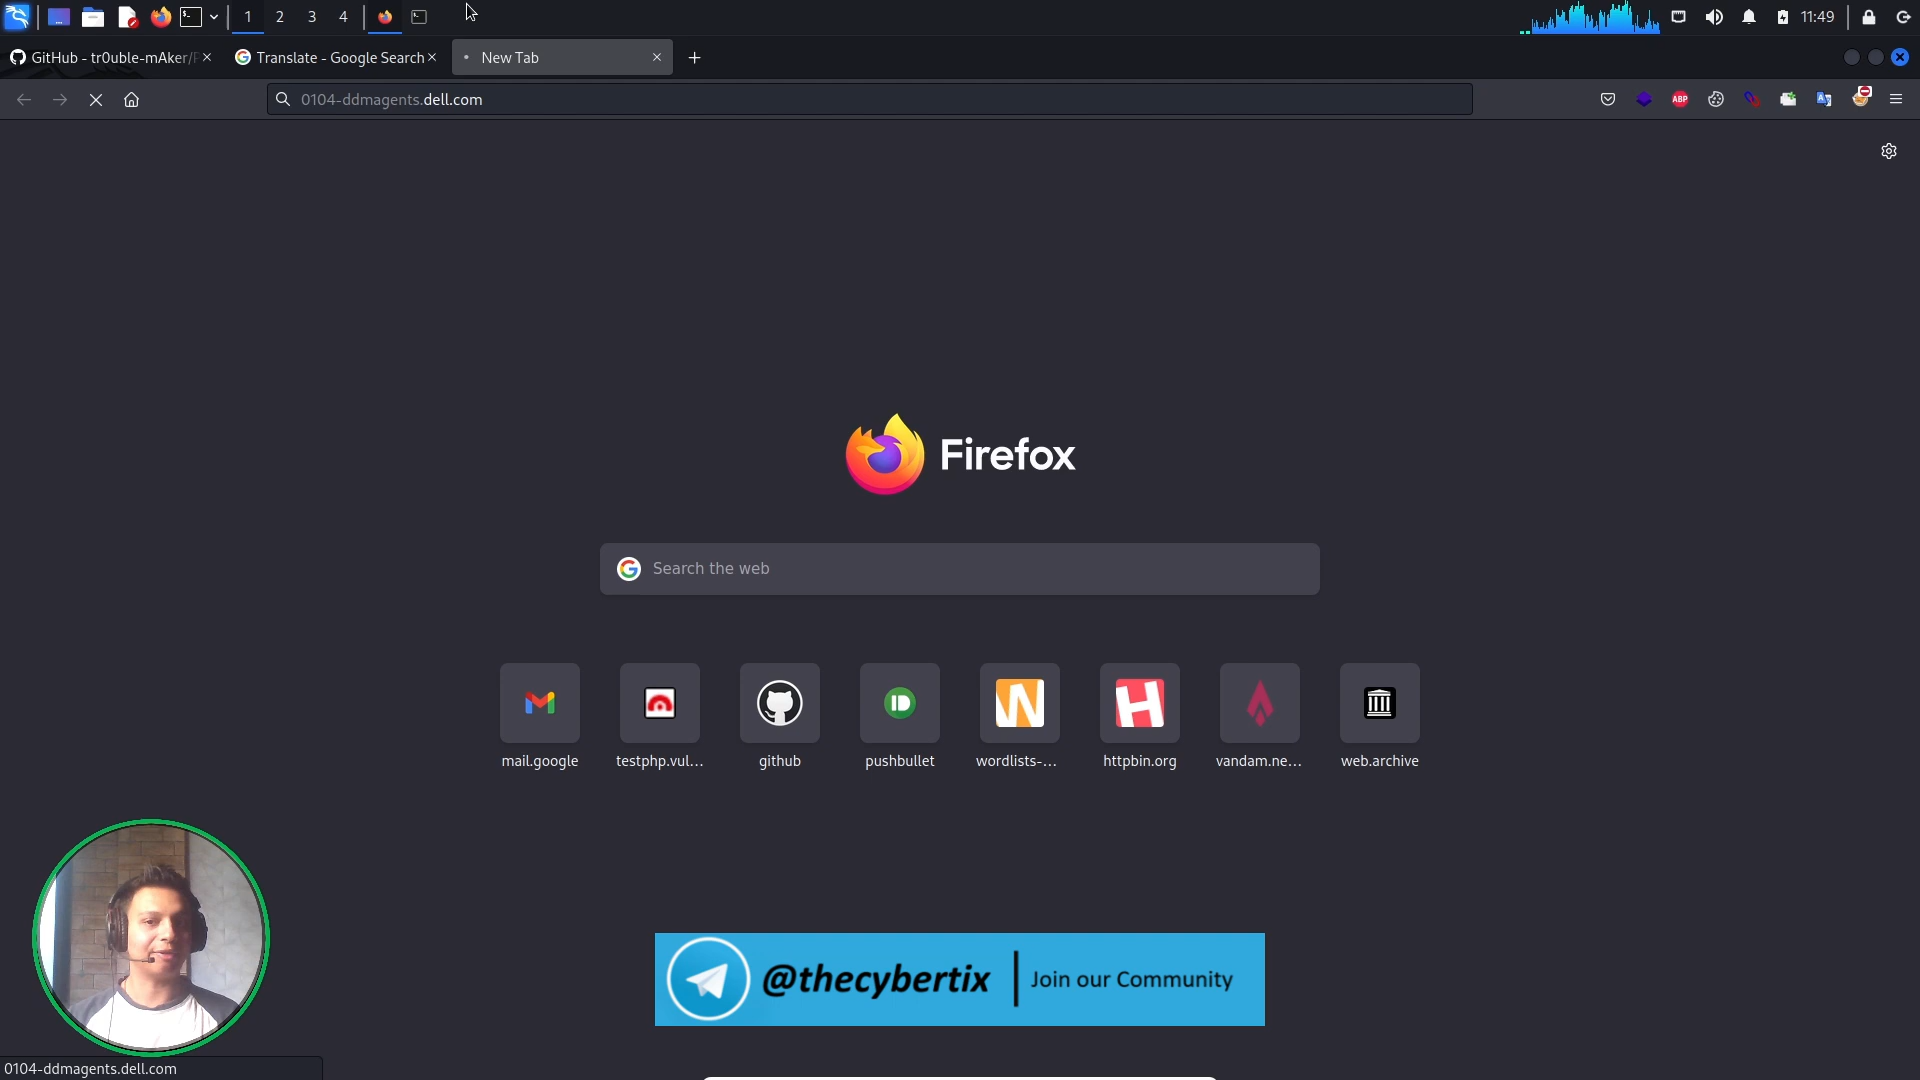 1 2 3 4 11:49
GitHub - tr0uble-mAker/P
Translate - Google Search
New Tab
0104-ddmagents.dell.com
ABP
Firefox
Search the web
mail.google
testphp.vul...
github
pushbullet
wordlists-...
httpbin.org
vandam.ne...
web.archive
@thecybertix
Join our Community
0104-ddmagents.dell.com